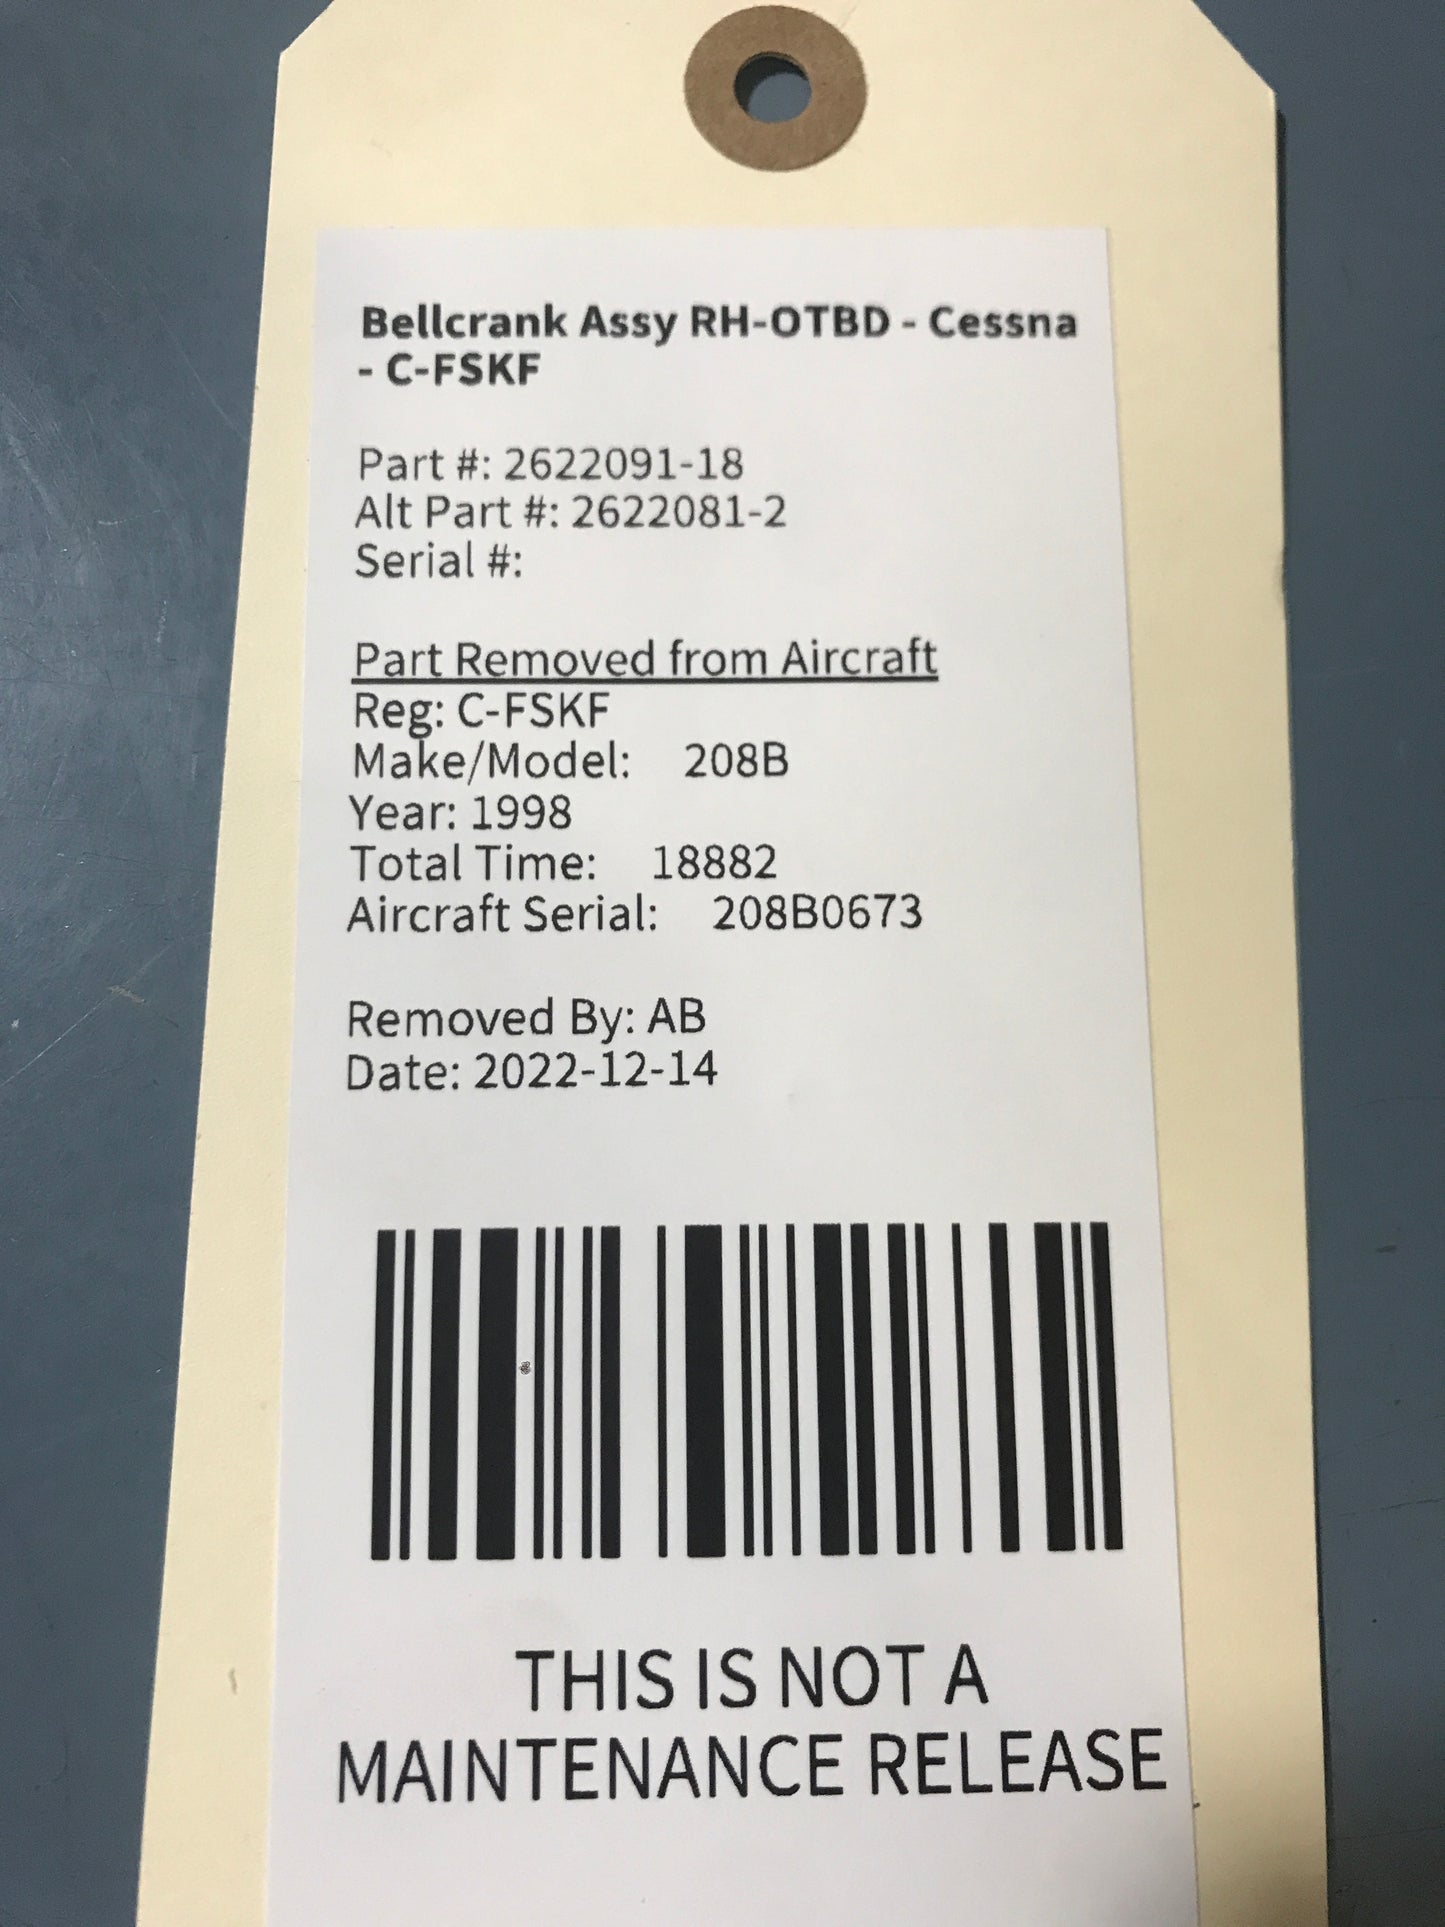 Bellcrank Assy RH-OTBD - Cessna
- C-FSKF
Part #: 2622091-18
Alt Part #: 2622081-2
Serial #:
Part Removed from Aircraft
Reg: C-FSKF
Make/Model: 208B
Year: 1998
Total Time: 18882
Aircraft Serial: 208B0673
Removed By: AB
Date: 2022-12-14
THIS IS NOT A
MAINTENANCE RELEASE